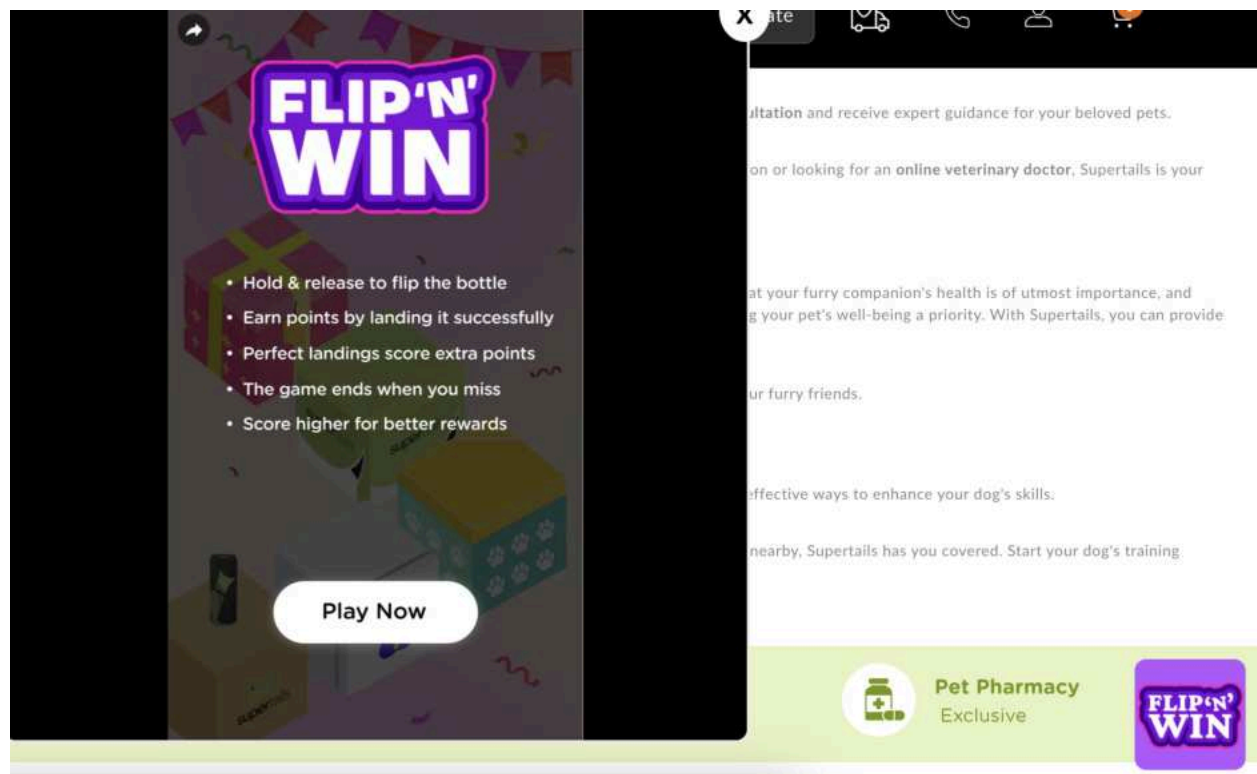 FLIP 'N'
WIN
• Hold & release to flip the bottle
• Earn points by landing it successfully
• Perfect landings score extra points
• The game ends when you miss
• Score higher for better rewards
Play Now
supertails
X
ate
ultation and receive expert guidance for your beloved pets.
on or looking for an online veterinary doctor, Supertails is your
at your furry companion's health is of utmost importance, and
g your pet's well-being a priority. With Supertails, you can provide
ur furry friends.
effective ways to enhance your dog's skills.
nearby, Supertails has you covered. Start your dog's training
Pet Pharmacy
Exclusive
FLIP 'N'
WIN